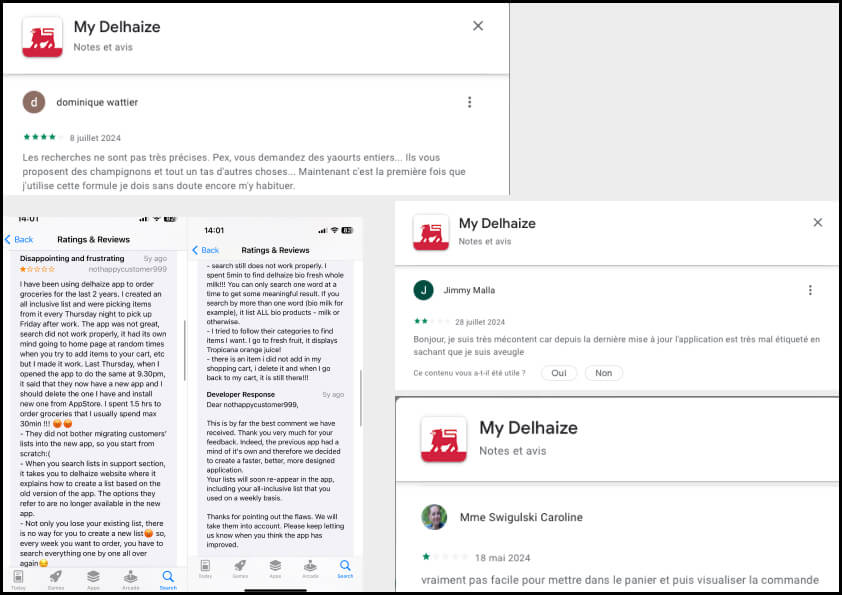 My Delhaize
Notes et avis
d
dominique wattier
8 juillet 2024
Les recherches ne sont pas très précises. Pex, vous demandez des yaourts entiers... Ils vous
proposent des champignons et tout un tas d'autres choses... Maintenant c'est la première fois que
j'utilise cette formule je dois sans doute encore m'y habituer.
14:01
Back
Ratings & Reviews
Disappointing and frustrating
5y ago
nothappycustomer999
I have been using delhaize app to order
groceries for the last 2 years. I created an
all inclusive list and were picking items
from it every Thursday night to pick up
Friday after work. The app was not great,
search did not work properly, it had its own
mind going to home page at random times
when you try to add items to your cart, etc
but I made it work. Last Thursday, when I
opened the app to do the same at 9.30pm,
it said that they now have a new app and I
should delete the one I have and install
new one from AppStore. I spent 1.5 hrs to
order groceries that I usually spend max
30min !!! 😡😡
- They did not bother migrating customers'
lists into the new app, so you start from
scratch:(
- When you search lists in support section,
it takes you to delhaize website where it
explains how to create a list based on the
old version of the app. The options they
refer to are no longer available in the new
app.
- Not only you lose your existing list, there
is no way for you to create a new list😡 so,
every week you want to order, you have to
search everything one by one all over
again😔
Today
Games
Apps
Arcade
Search
14:01
Back
Ratings & Reviews
- search still does not work properly. I
spent 5min to find delhaize bio fresh whole
milk!!! You can only search one word at a
time to get some meaningful result. If you
search by more than one word (bio milk for
example), it list ALL bio products - milk or
otherwise.
- I tried to follow their categories to find
items I want. I go to fresh fruit, it displays
Tropicana orange juice!
- there is an item i did not add in my
shopping cart, i delete it and when I go
back to my cart, it is still there!!!
Developer Response
5y ago
Dear nothappycustomer999,
This is by far the best comment we have
received. Thank you very much for your
feedback. Indeed, the previous app had a
mind of it's own and therefore we decided
to create a faster, better, more designed
application.
Your lists will soon re-appear in the app,
including your all-inclusive list that you
used on a weekly basis.
Thanks for pointing out the flaws. We will
take them into account. Please keep letting
us know when you think the app has
improved.
Today
Games
Apps
Arcade
Search
My Delhaize
Notes et avis
J
Jimmy Malla
28 juillet 2024
Bonjour, je suis très mécontent car depuis la dernière mise à jour l'application est très mal étiqueté en
sachant que je suis aveugle
Ce contenu vous a-t-il été utile ?
Oui
Non
My Delhaize
Notes et avis
Mme Swigulski Caroline
18 mai 2024
vraiment pas facile pour mettre dans le panier et puis visualiser la commande